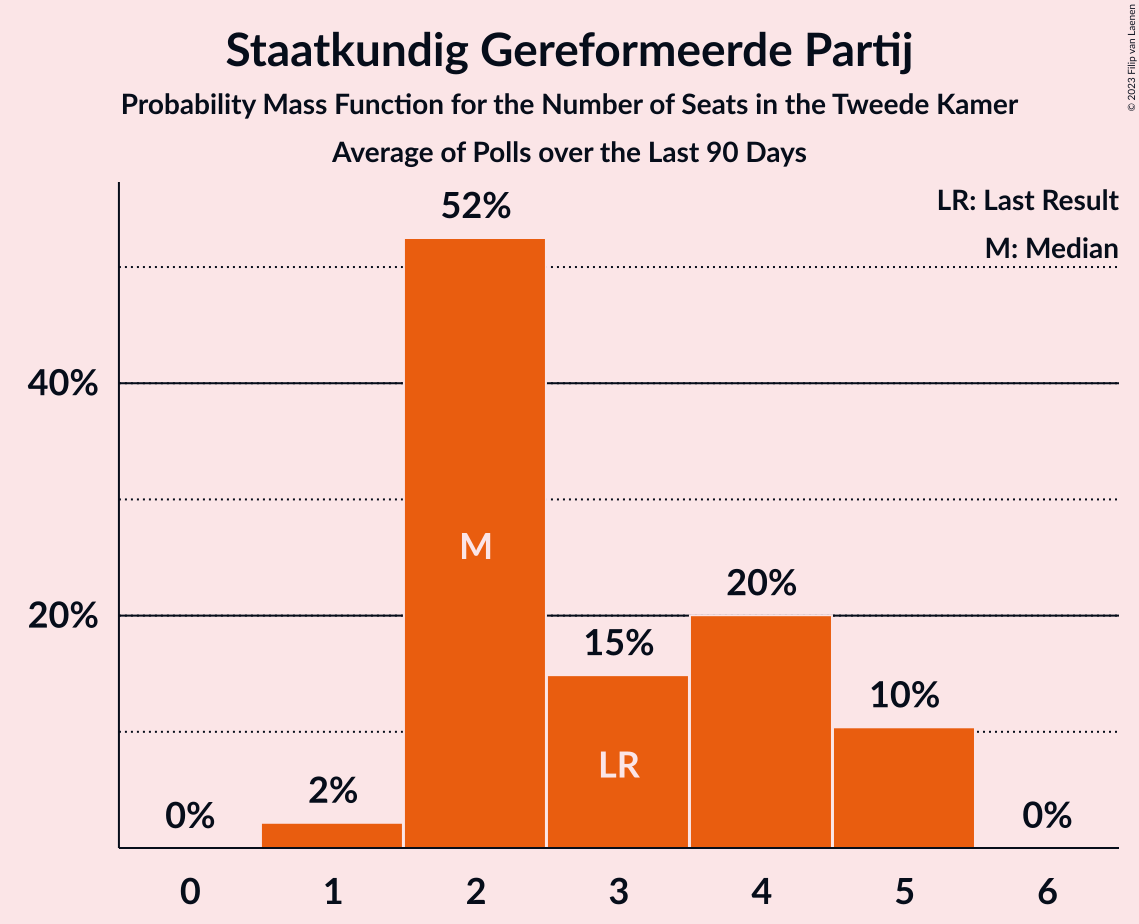 Staatkundig Gereformeerde Partij
Probability Mass Function for the Number of Seats in the Tweede Kamer
Average of Polls over the Last 90 Days
© 2023 Filip van Laenen
LR: Last Result
M: Median
52%
40%
M
20%
20%
15%
10%
LR
2%
0%
0%
0 1 2 3 4 5 6